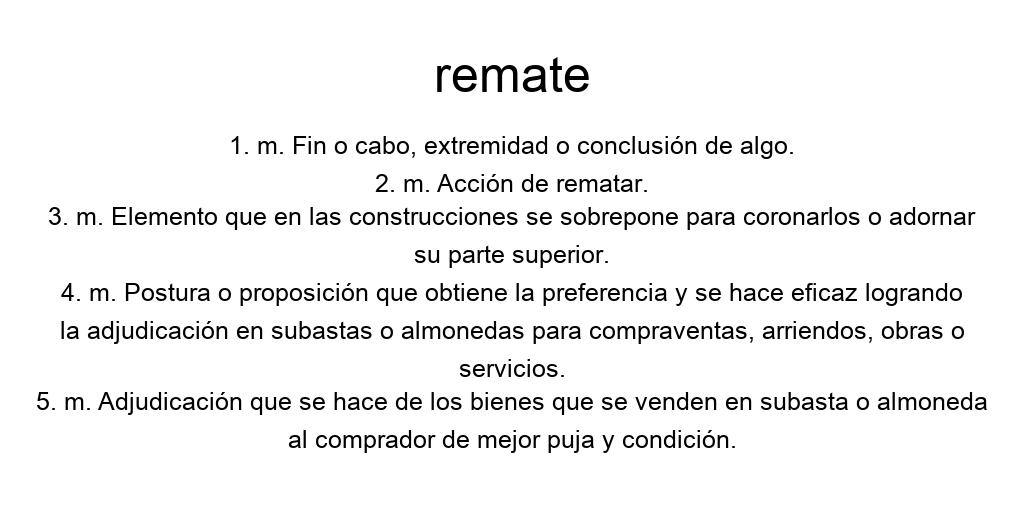 remate
1. m. Fin o cabo, extremidad o conclusión de algo.
2. m. Acción de rematar.
3. m. Elemento que en las construcciones se sobrepone para coronarlos o adornar
su parte superior.
4. m. Postura o proposición que obtiene la preferencia y se hace eficaz logrando
la adjudicación en subastas o almonedas para compraventas, arriendos, obras o
servicios.
5. m. Adjudicación que se hace de los bienes que se venden en subasta o almoneda
al comprador de mejor puja y condición.